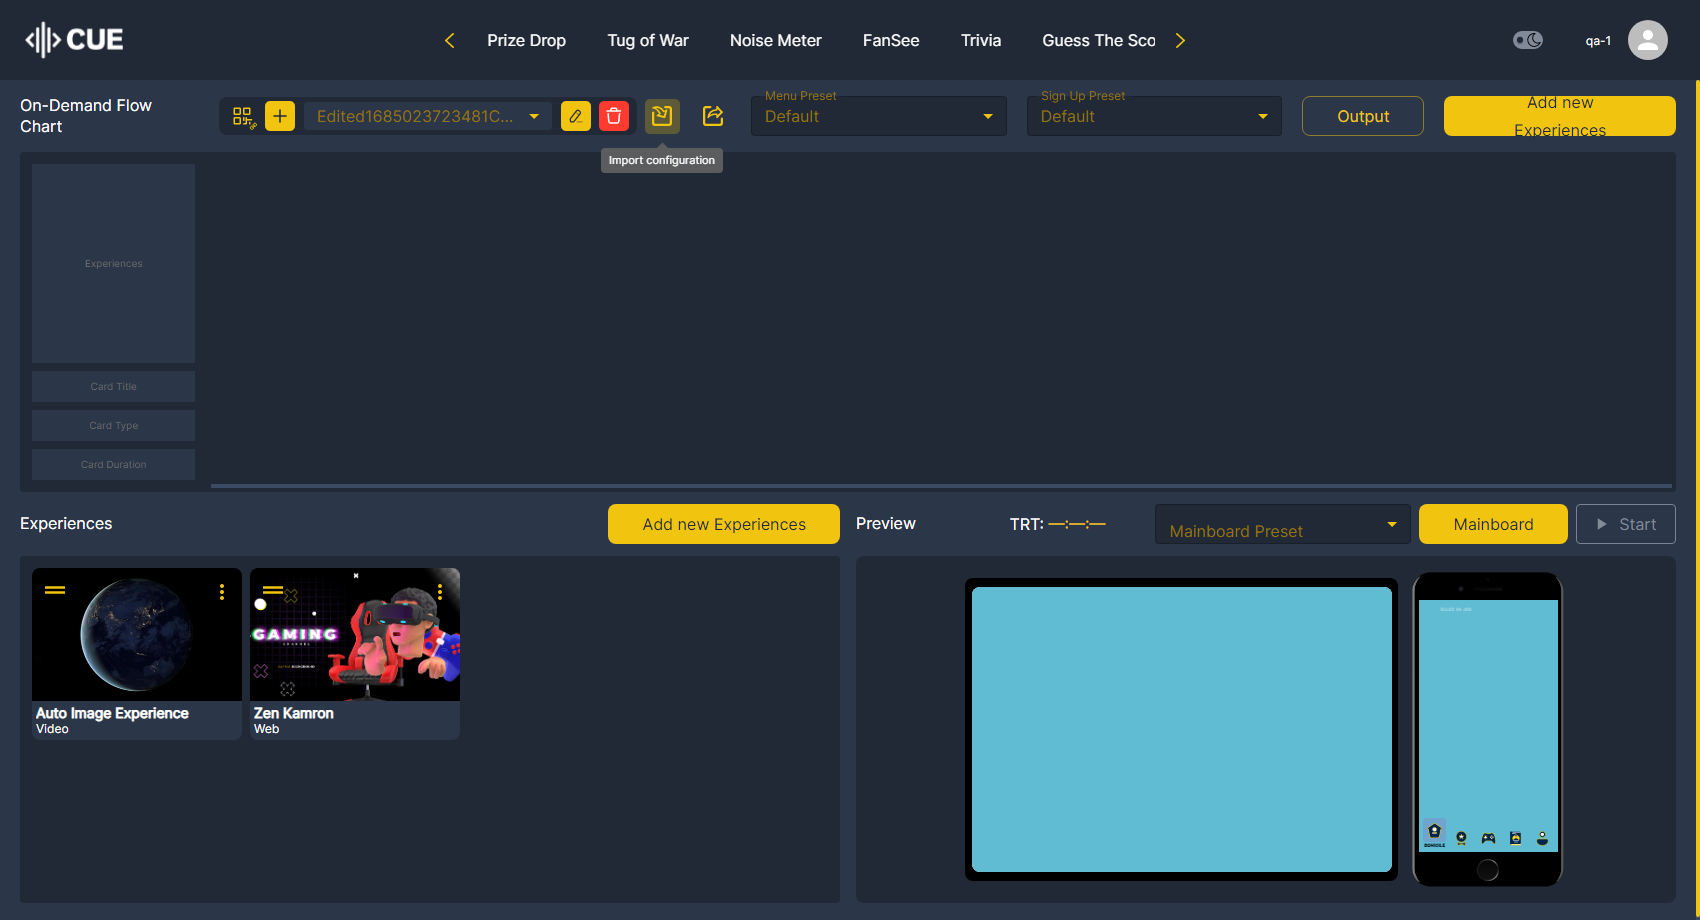 CUE
Prize Drop
Tug of War
Noise Meter
FanSee
Trivia
Guess The Sco
qa-1
On-Demand Flow
Chart
Edited1685023723481C...
Menu Preset
Default
Sign Up Preset
Default
Output
Add new
Experiences
Import configuration
Experiences
Card Title
Card Type
Card Duration
Experiences
Add new Experiences
Preview
TRT: —:—:—
Mainboard Preset
Mainboard
Start
GAMING
Auto Image Experience
Video
Zen Kamron
Web
DOMICILE